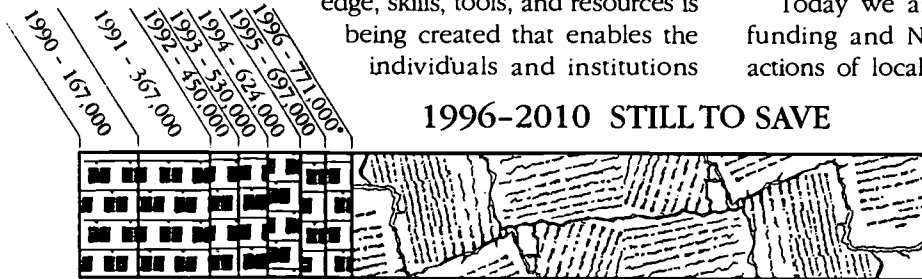 edge, skills, tools, and resources is
being created that enables the
individuals and institutions
Today we a
funding and N
actions of local
1990 - 167,000
1991 - 367,000
1992 - 450,000
1993 - 530,000
1994 - 624,000
1995 - 697,000
1996 - 771,000*
1996–2010 STILL TO SAVE